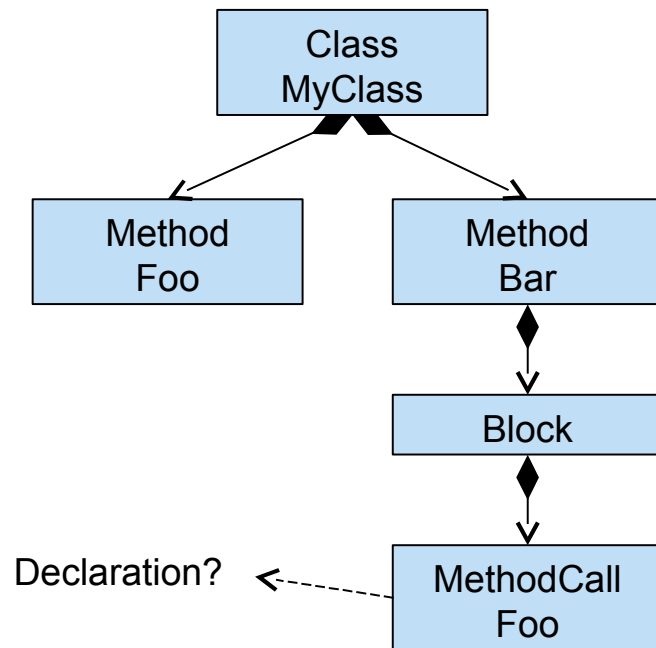 Class
MyClass
Method
Foo
Method
Bar
Block
Declaration?
MethodCall
Foo